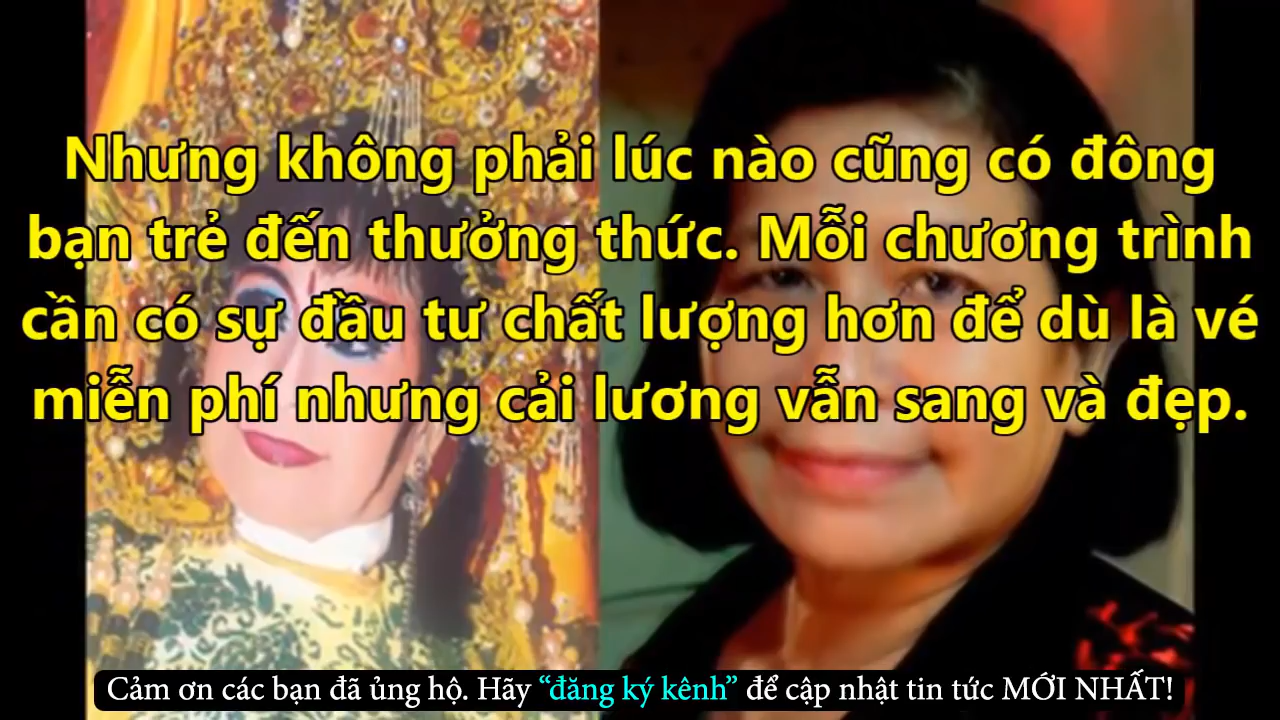 Nhưng không phải lúc nào cũng có đông
bạn trẻ đến thưởng thức. Mỗi chương trình
cần có sự đầu tư chất lượng hơn để dù là vé
miễn phí nhưng cải lương vẫn sang và đẹp.
Cảm ơn các bạn đã ủng hộ. Hãy “đăng ký kênh” để cập nhật tin tức MỚI NHẤT!